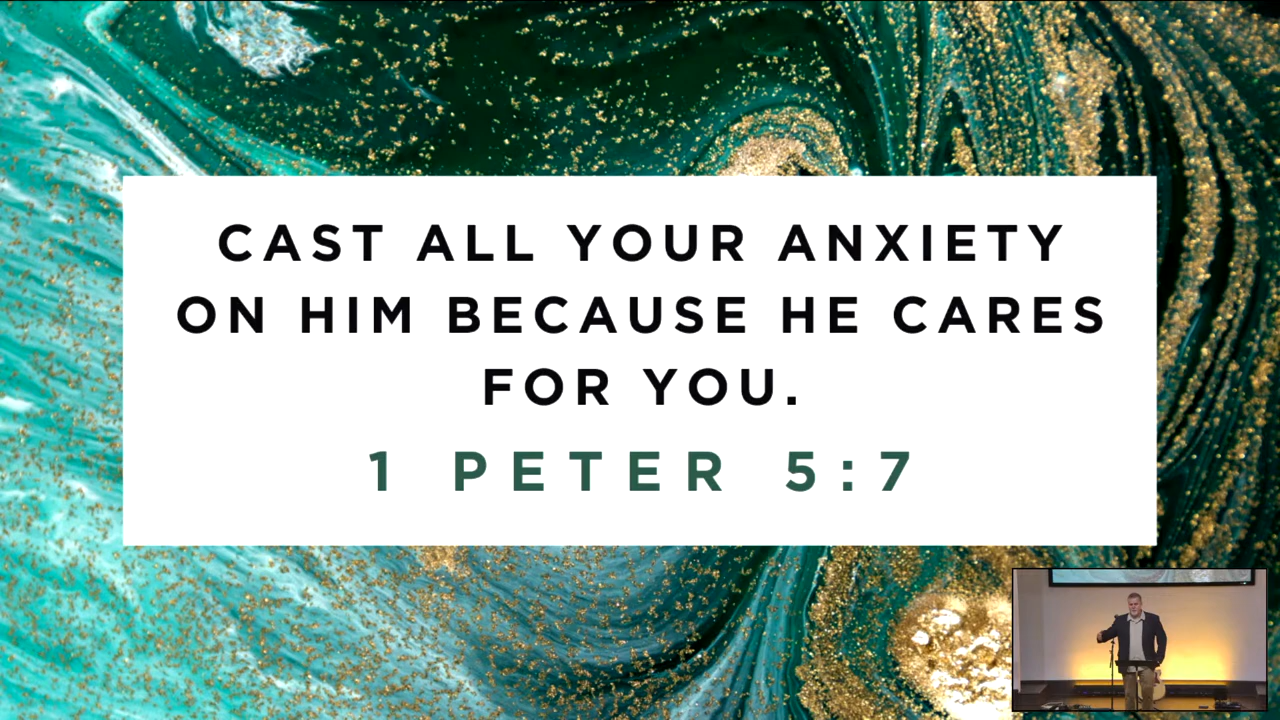 CAST ALL YOUR ANXIETY
ON HIM BECAUSE HE CARES
FOR YOU.
1 PETER 5:7